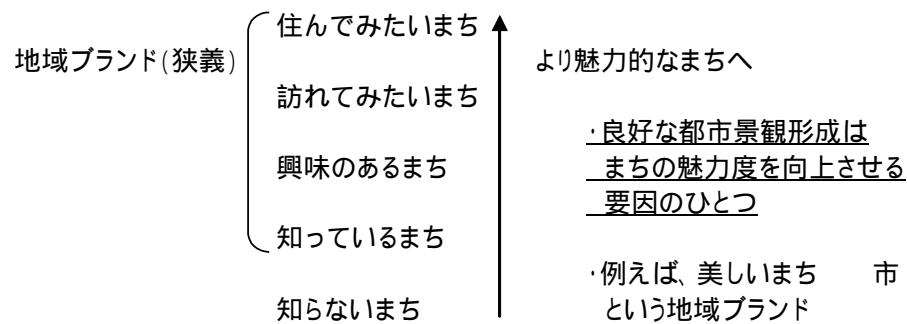 地域ブランド(狭義)
住んでみたいまち
訪れてみたいまち
興味のあるまち
知っているまち
知らないまち
より魅力的なまちへ
・良好な都市景観形成は
まちの魅力度を向上させる
要因のひとつ
・例えば、美しいまち　　市
という地域ブランド